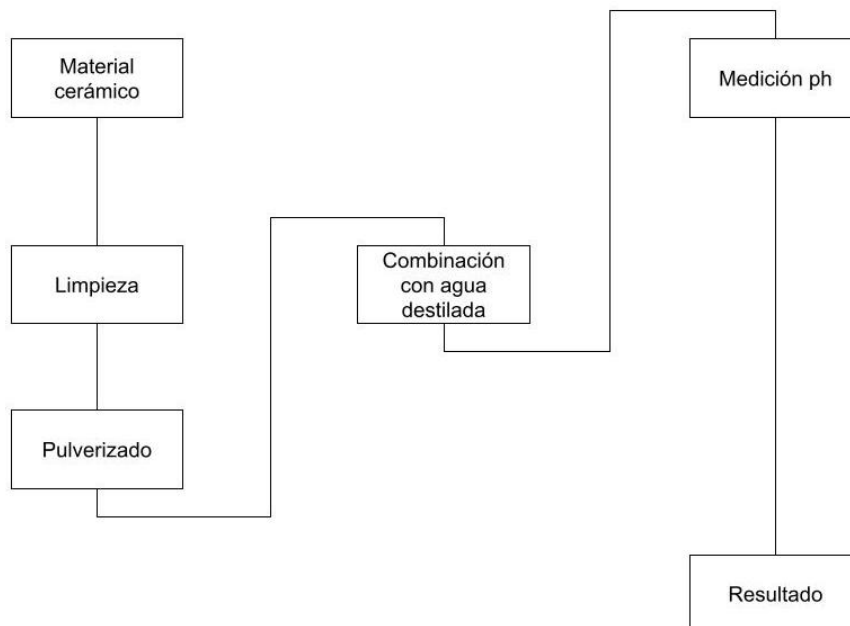 Material
cerámico
Limpieza
Pulverizado
Combinación
con agua
destilada
Medición ph
Resultado